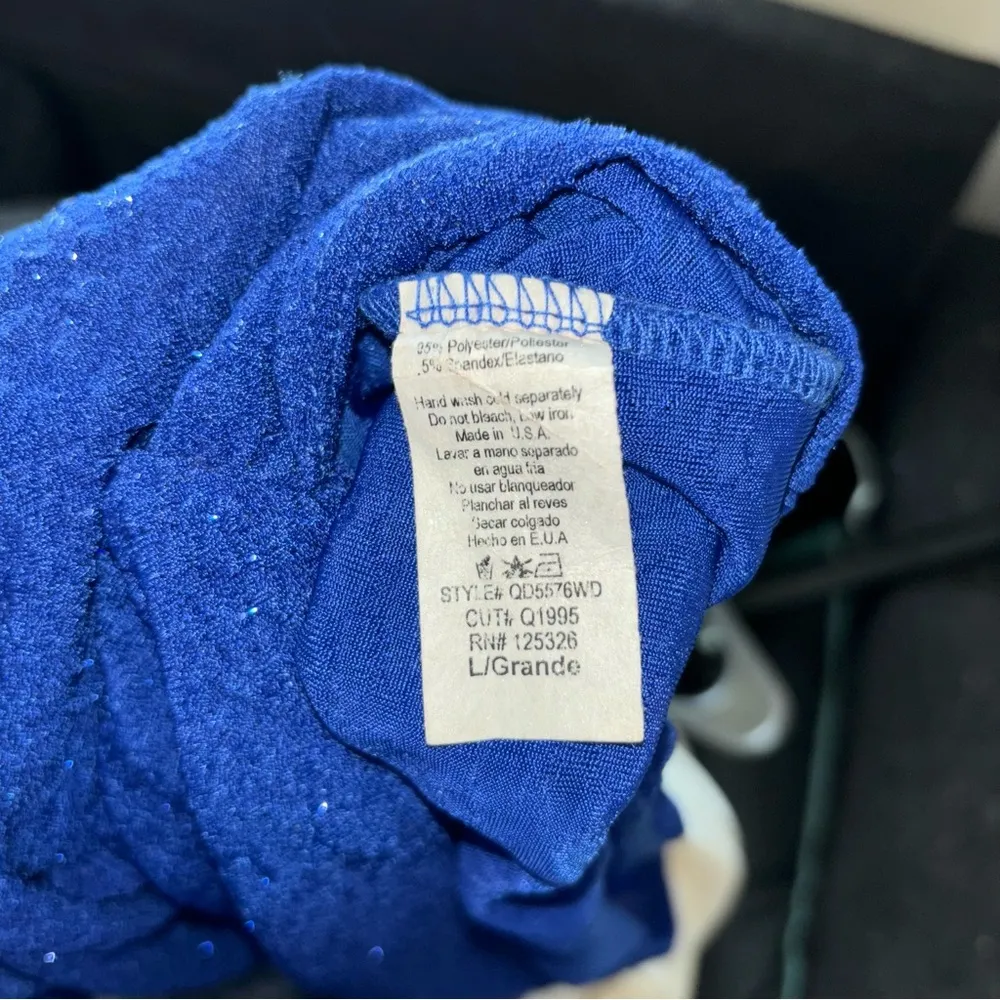 95% Polyester/Poliester
5% Spandex/Elastano
Hand wash cold separately
Do not bleach, Low iron
Made in U.S.A.
Lavar a mano separado
en agua fria
No usar blanqueador
Planchar al reves
Secar colgado
Hecho en E.U.A
STYLE# QD5576WD
CUT# Q1995
RN# 125326
L/Grande